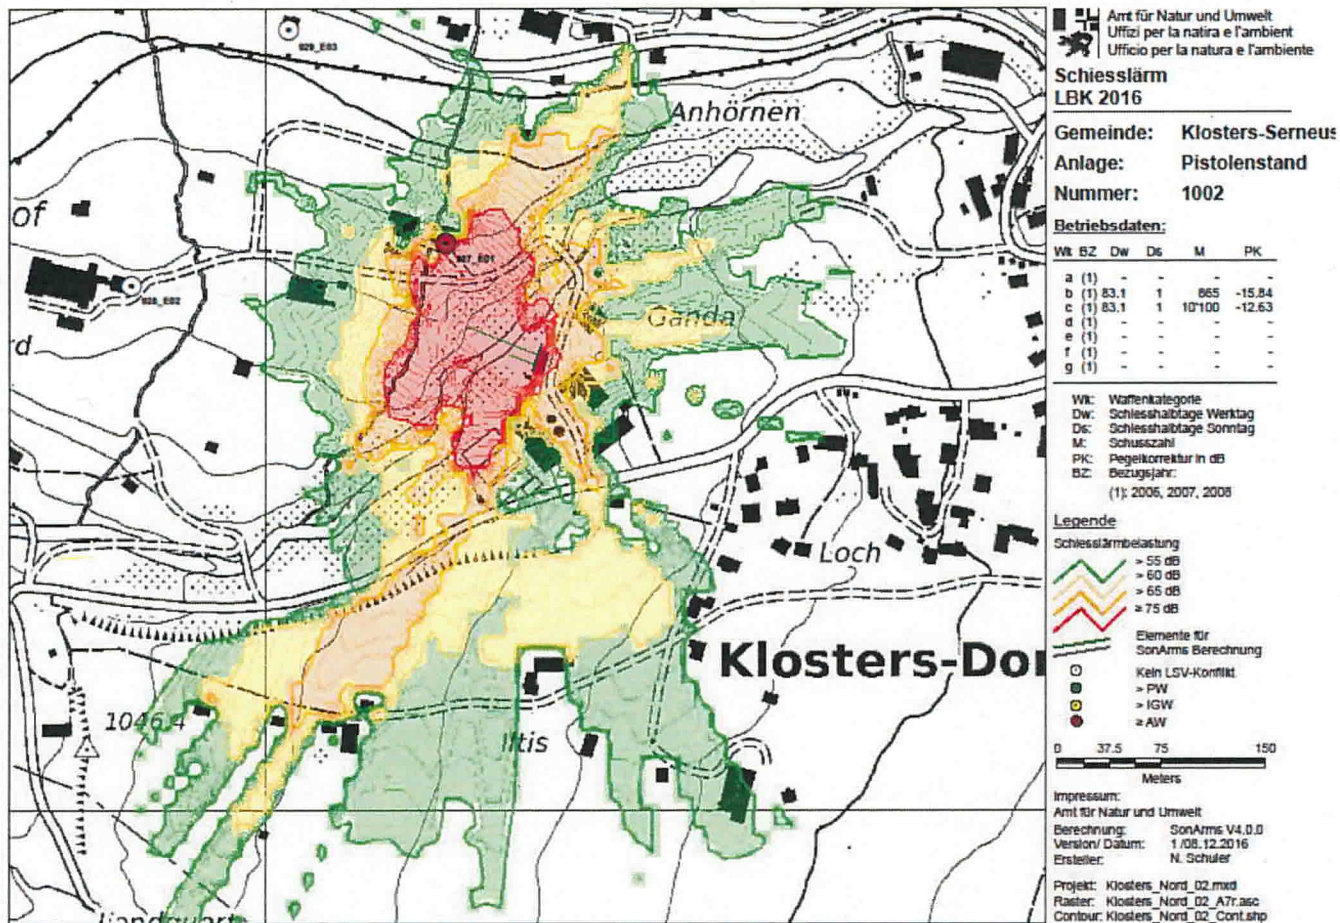 929_E03
Anhörnen
of
927_E01
928_E02
Ganda
d
Loch
Klosters-Dor
1046.4
Iltis
Landquart
Amt für Natur und Umwelt
Uffizi per la natira e l'ambient
Ufficio per la natura e l'ambiente
Schiesslärm
LBK 2016
Gemeinde: Klosters-Serneus
Anlage: Pistolenstand
Nummer: 1002
Betriebsdaten:
Wk BZ Dw Ds M PK
a (1) - - - -
b (1) 83.1 1 665 -15.84
c (1) 83.1 1 10'100 -12.63
d (1) - - - -
e (1) - - - -
f (1) - - - -
g (1) - - - -
Wk: Waffenkategorie
Dw: Schiesshalbtage Werktag
Ds: Schiesshalbtage Sonntag
M: Schusszahl
PK: Pegelkorrektur in dB
BZ: Bezugsjahr:
(1): 2006, 2007, 2008
Legende
Schiesslärmbelastung
> 55 dB
> 60 dB
> 65 dB
≥ 75 dB
Elemente für
SonArms Berechnung
Kein LSV-Konflikt
> PW
> IGW
≥ AW
0 37.5 75 150
Meters
Impressum:
Amt für Natur und Umwelt
Berechnung: SonArms V4.0.0
Version/ Datum: 1 /08.12.2016
Ersteller: N. Schuler
Projekt: Klosters_Nord_02.mxd
Raster: Klosters_Nord_02_A7r.asc
Contour: Klosters_Nord_02_Cont.shp